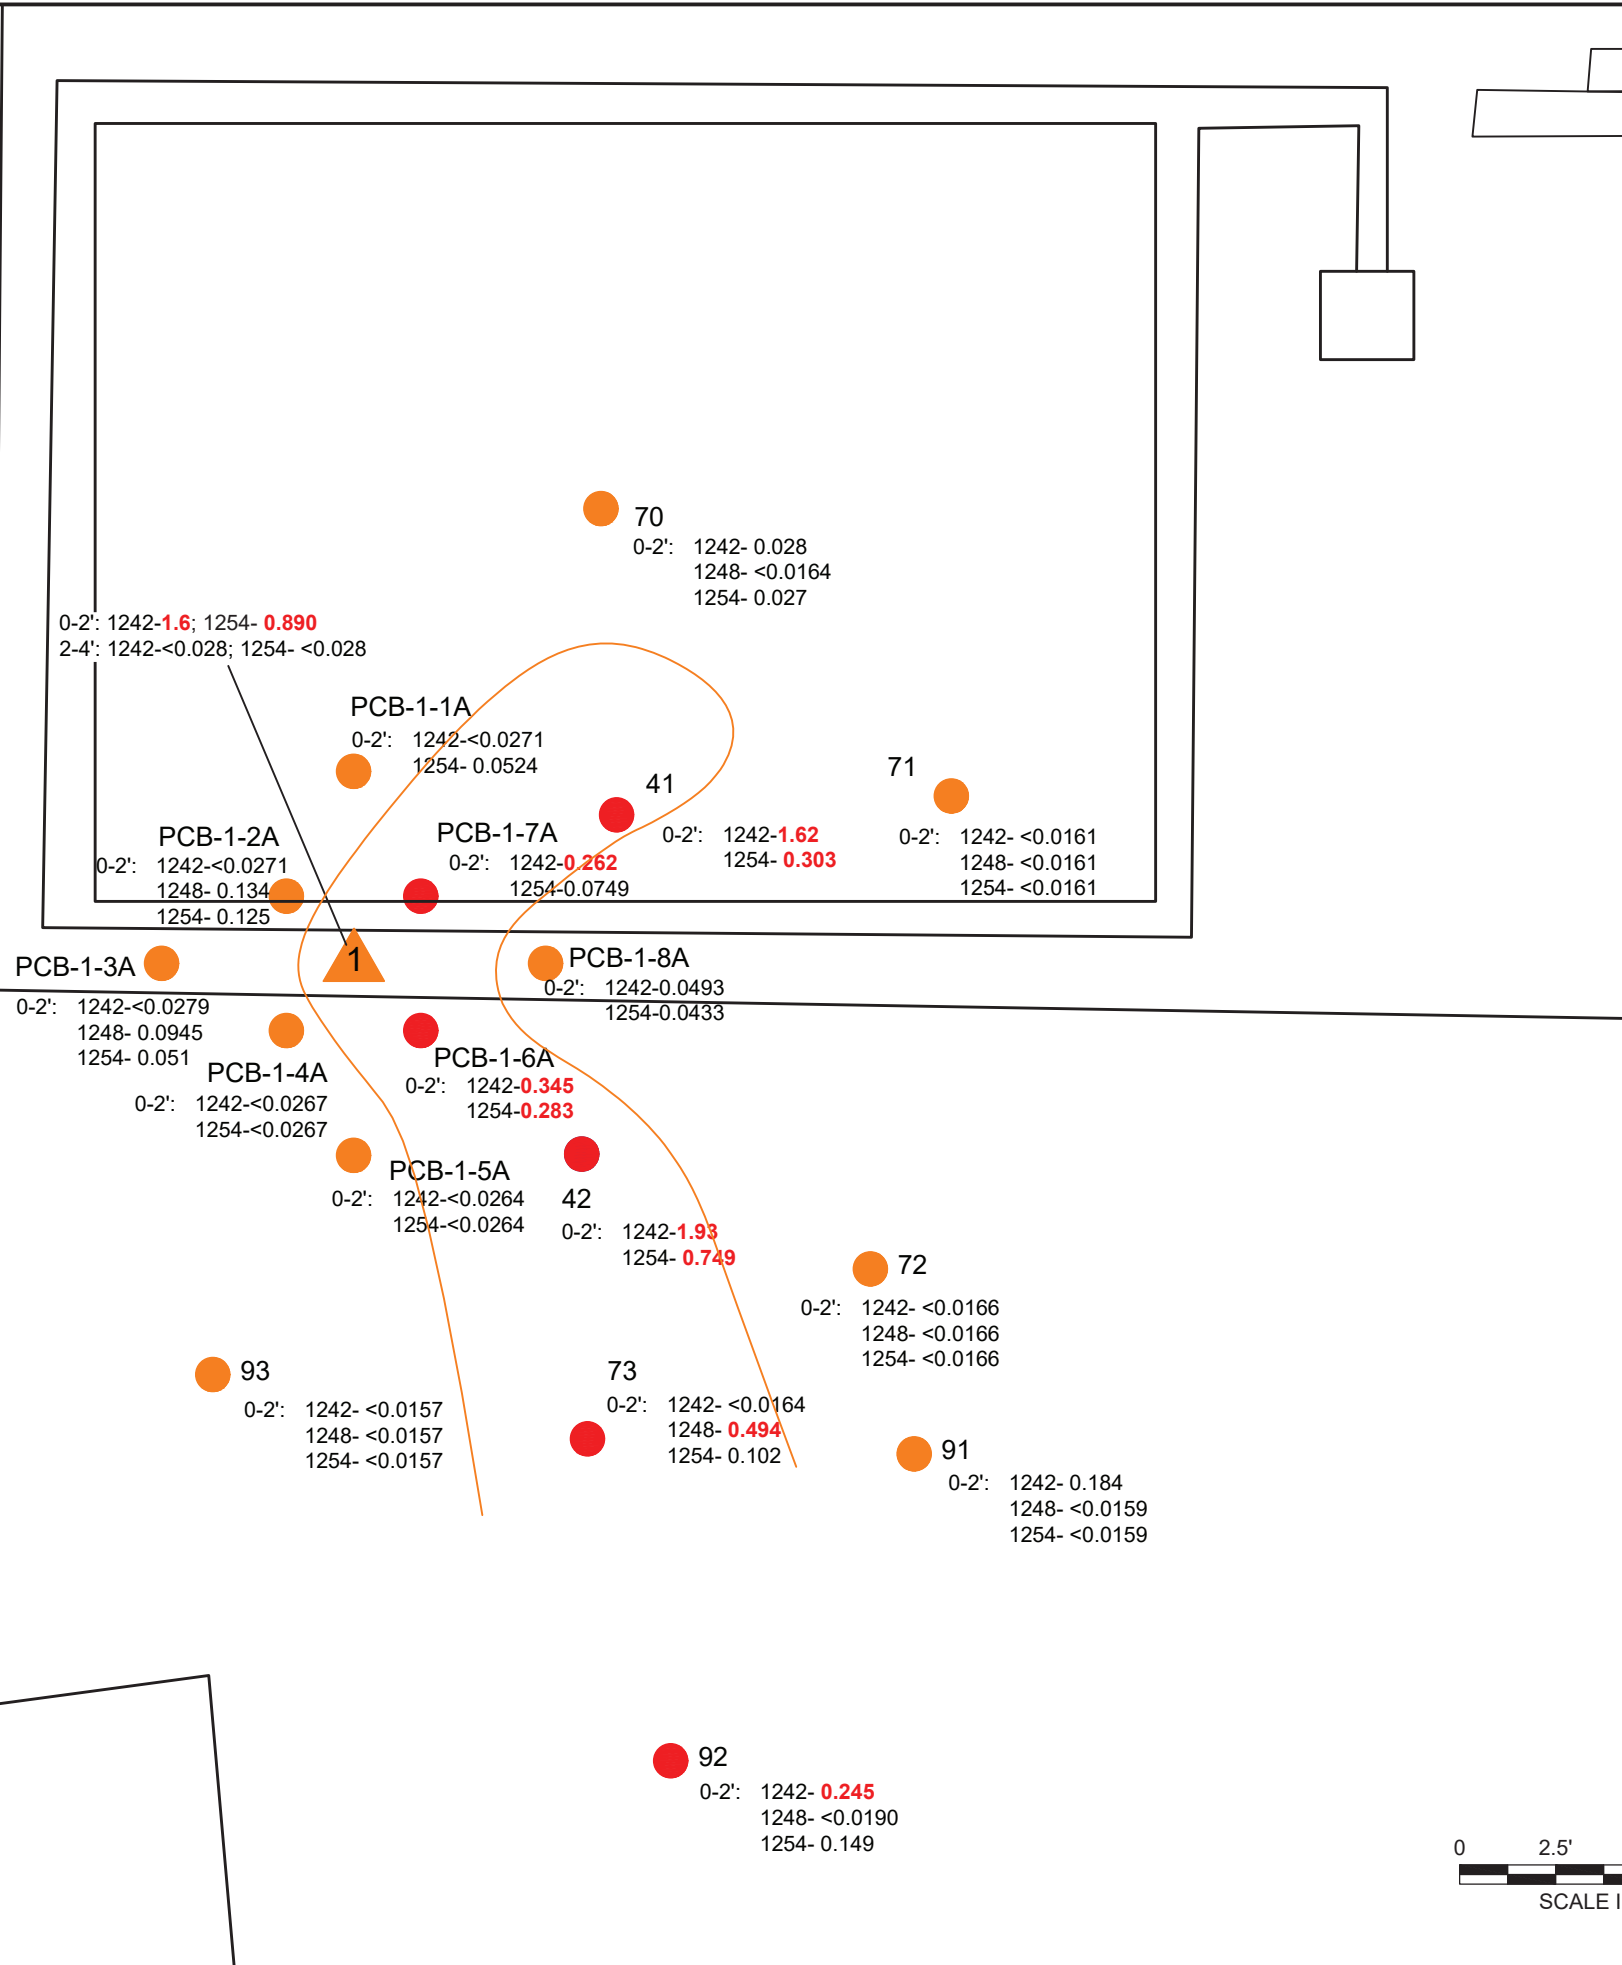 70
0-2': 1242- 0.028
1248- <0.0164
1254- 0.027
0-2': 1242-1.6; 1254- 0.890
2-4': 1242-<0.028; 1254- <0.028
PCB-1-1A
0-2': 1242-<0.0271
1254- 0.0524
41
0-2': 1242-1.62
1254- 0.303
71
0-2': 1242- <0.0161
1248- <0.0161
1254- <0.0161
PCB-1-2A
0-2': 1242-<0.0271
1248- 0.134
1254- 0.125
PCB-1-7A
0-2': 1242-0.262
1254-0.0749
1
PCB-1-3A
0-2': 1242-<0.0279
1248- 0.0945
1254- 0.051
PCB-1-8A
0-2': 1242-0.0493
1254-0.0433
PCB-1-4A
0-2': 1242-<0.0267
1254-<0.0267
PCB-1-6A
0-2': 1242-0.345
1254-0.283
PCB-1-5A
0-2': 1242-<0.0264
1254-<0.0264
42
0-2': 1242-1.93
1254- 0.749
72
0-2': 1242- <0.0166
1248- <0.0166
1254- <0.0166
93
0-2': 1242- <0.0157
1248- <0.0157
1254- <0.0157
73
0-2': 1242- <0.0164
1248- 0.494
1254- 0.102
91
0-2': 1242- 0.184
1248- <0.0159
1254- <0.0159
92
0-2': 1242- 0.245
1248- <0.0190
1254- 0.149
0 2.5'
SCALE I